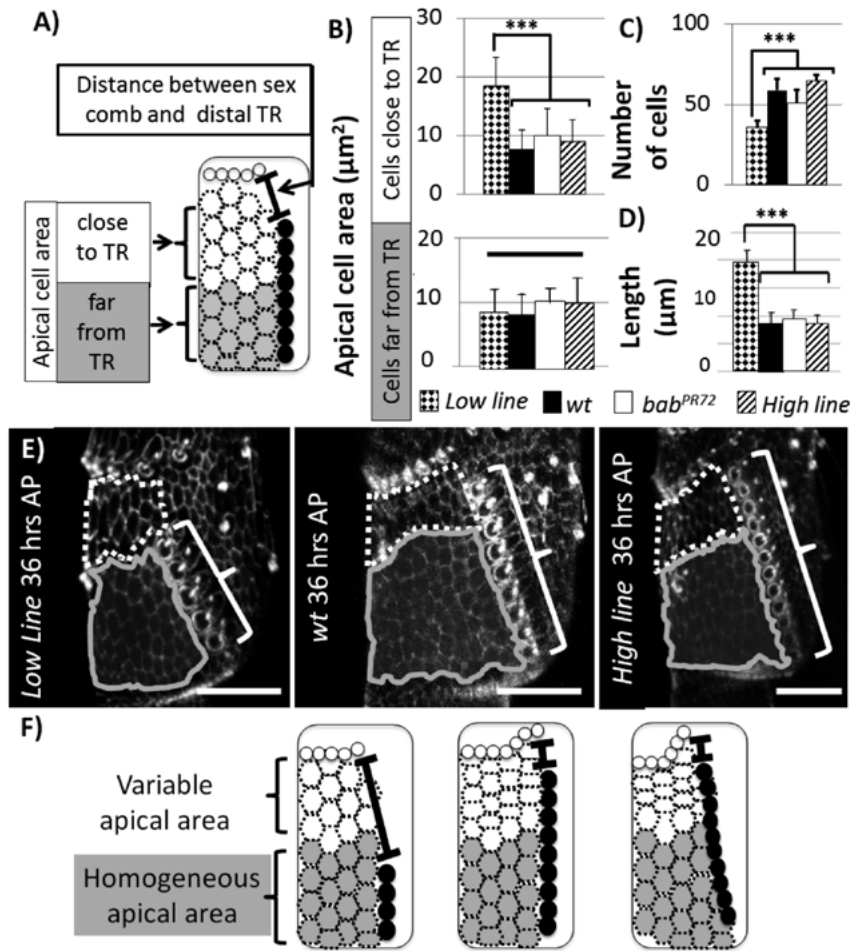 A)
Distance between sex
comb and distal TR
Apical cell area
close
to TR
far
from
TR
B)
Apical cell area (µm²)
Cells close to TR
30
20
10
0
***
Cells far from TR
20
10
0
C)
Number
of cells
100
50
0
***
D)
Length
(µm)
20
10
0
***
Low line
wt
bab^PR72
High line
E)
Low Line 36 hrs AP
wt 36 hrs AP
High line 36 hrs AP
F)
Variable
apical area
Homogeneous
apical area